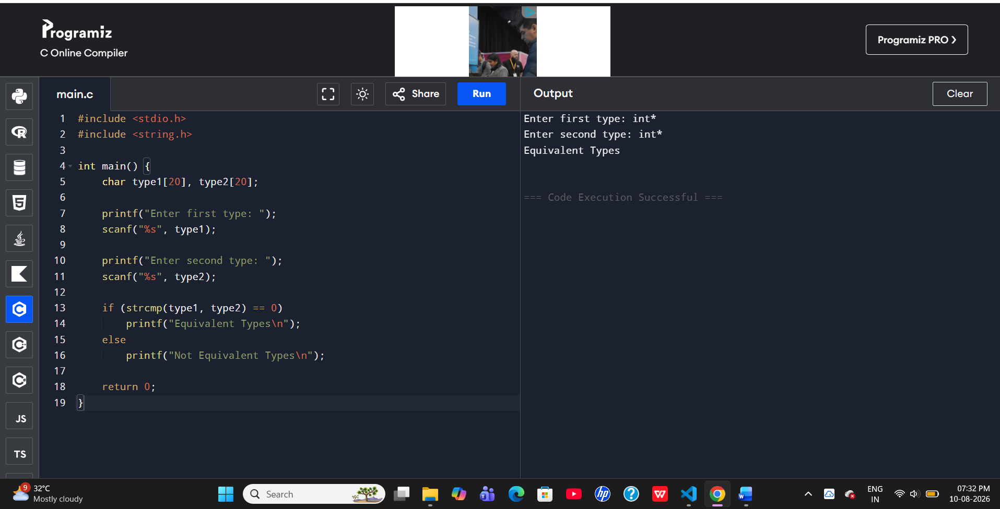 Programiz
C Online Compiler
Programiz PRO ❯
main.c
Share
Run
Output
Clear
1 #include <stdio.h>
2 #include <string.h>
3
4 int main() {
5     char type1[20], type2[20];
6
7     printf("Enter first type: ");
8     scanf("%s", type1);
9
10     printf("Enter second type: ");
11     scanf("%s", type2);
12
13     if (strcmp(type1, type2) == 0)
14         printf("Equivalent Types\n");
15     else
16         printf("Not Equivalent Types\n");
17
18     return 0;
19 }
Enter first type: int*
Enter second type: int*
Equivalent Types
=== Code Execution Successful ===
JS
TS
9
32°C
Mostly cloudy
Search
ENG
IN
07:32 PM
10-08-2026